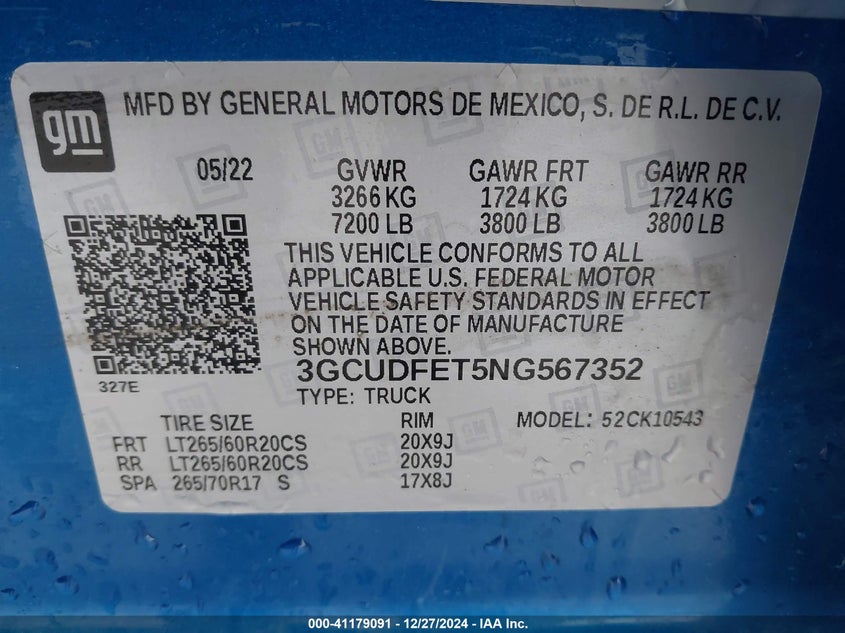 gm
MFD BY GENERAL MOTORS DE MEXICO, S. DE R.L. DE C.V.
05/22 GVWR GAWR FRT GAWR RR
3266 KG 1724 KG 1724 KG
7200 LB 3800 LB 3800 LB
THIS VEHICLE CONFORMS TO ALL
APPLICABLE U.S. FEDERAL MOTOR
VEHICLE SAFETY STANDARDS IN EFFECT
ON THE DATE OF MANUFACTURE
SHOWN ABOVE.
327E
3GCUDFET5NG567352
TYPE: TRUCK
TIRE SIZE RIM MODEL: 52CK10543
FRT LT265/60R20CS 20X9J
RR LT265/60R20CS 20X9J
SPA 265/70R17 S 17X8J
000-41179091 - 12/27/2024 - IAA Inc.